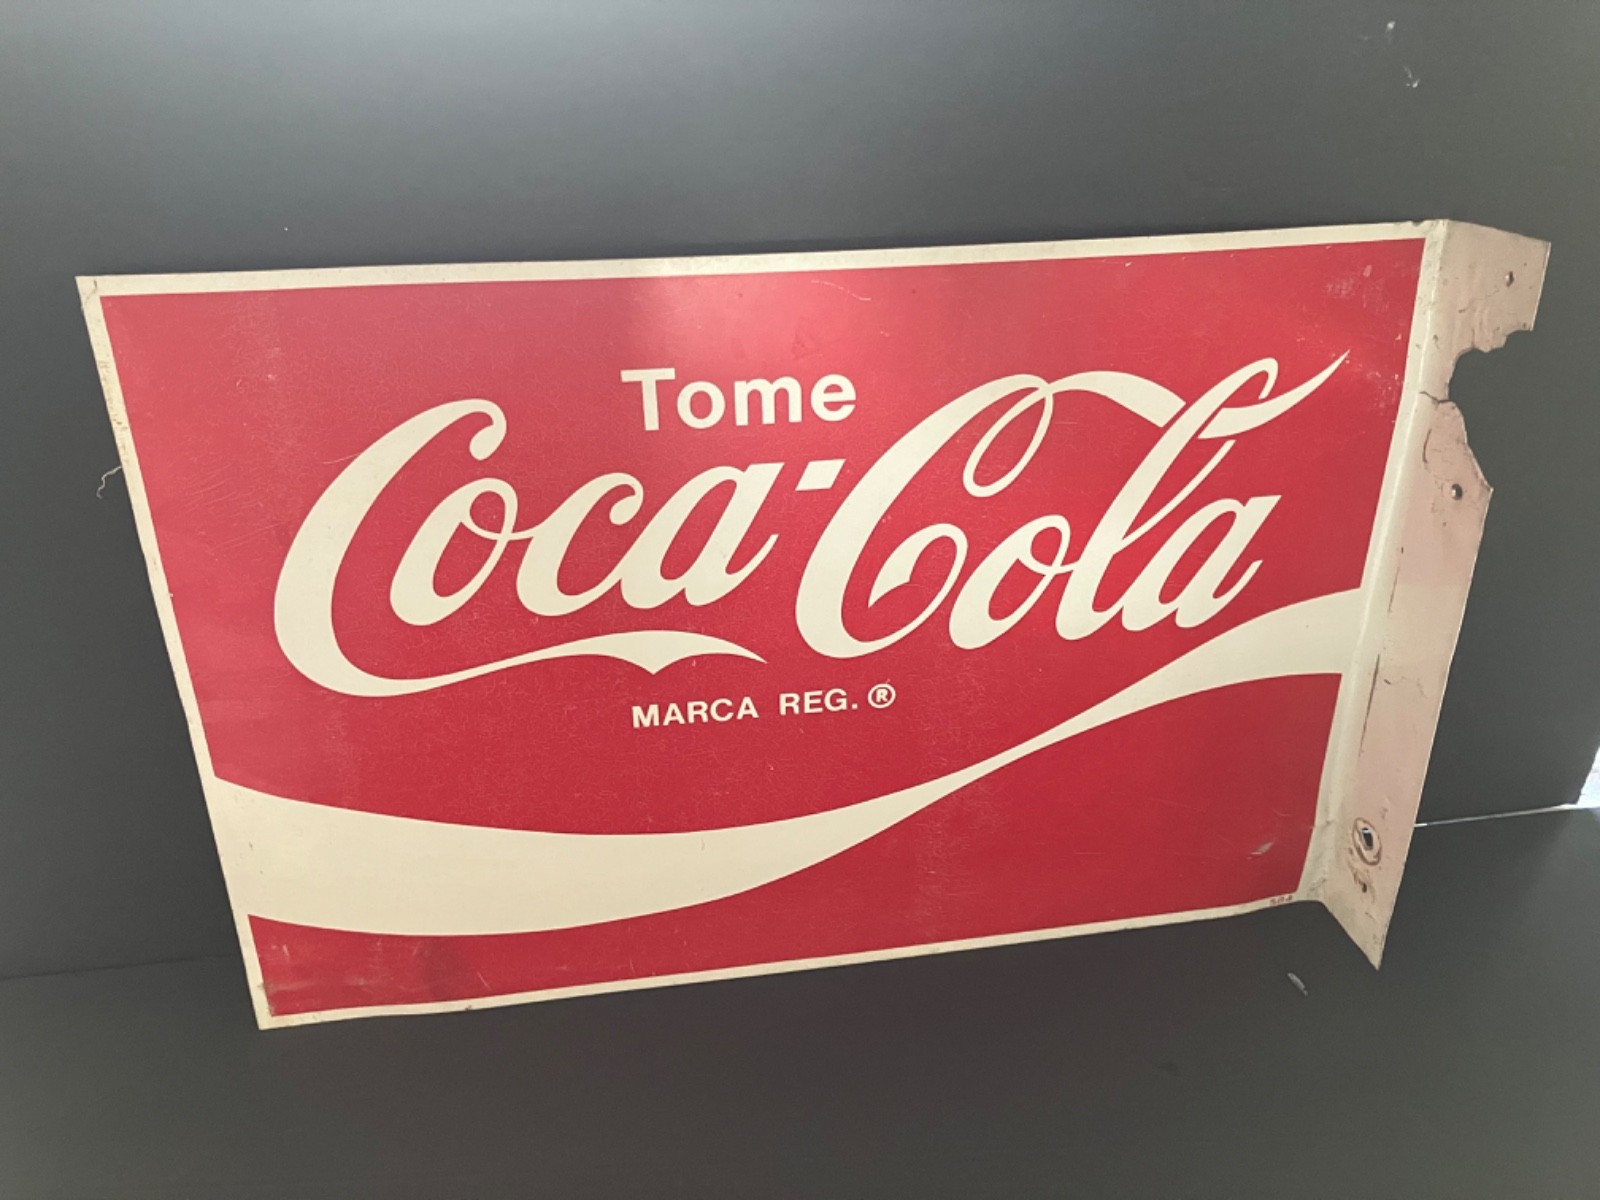 Tome
Coca-Cola
MARCA REG. ®